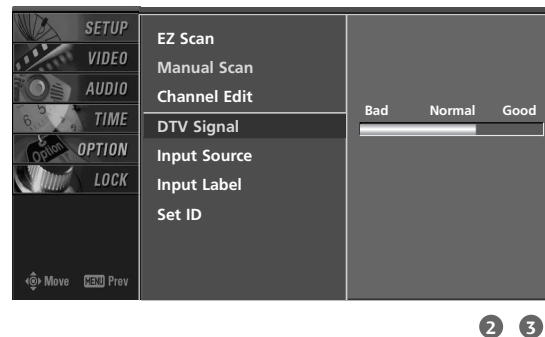 SETUP
VIDEO
AUDIO
TIME
OPTION
LOCK
Move MENU Prev
EZ Scan
Manual Scan
Channel Edit
DTV Signal
Input Source
Input Label
Set ID
Bad Normal Good
2 3